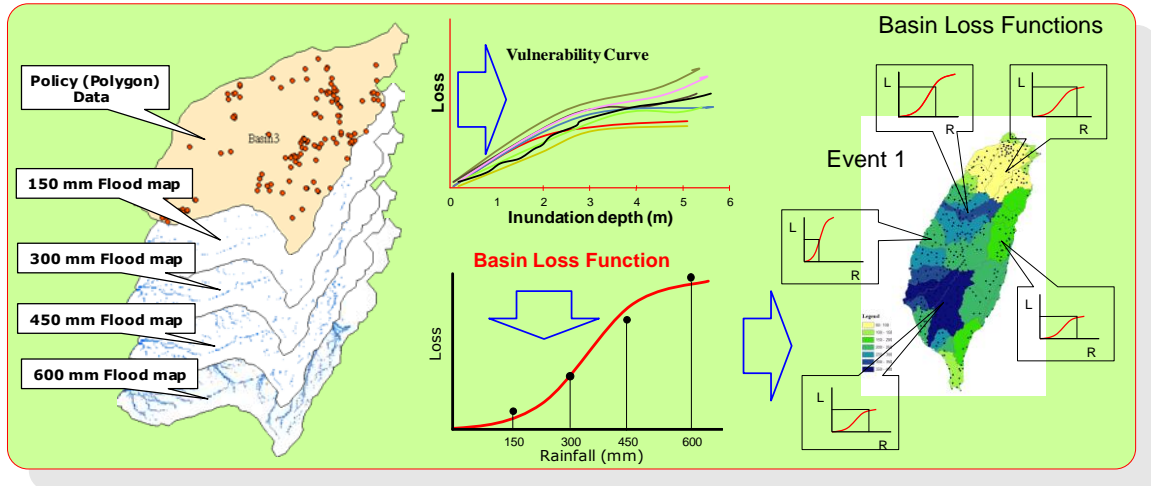 Policy (Polygon)
Data
Basin3
150 mm Flood map
300 mm Flood map
450 mm Flood map
600 mm Flood map
Vulnerability Curve
Loss
0 1 2 3 4 5 6
Inundation depth (m)
Basin Loss Function
Loss
150 300 450 600
Rainfall (mm)
Basin Loss Functions
L
R
L
R
Event 1
L
R
L
R
L
R
Legend